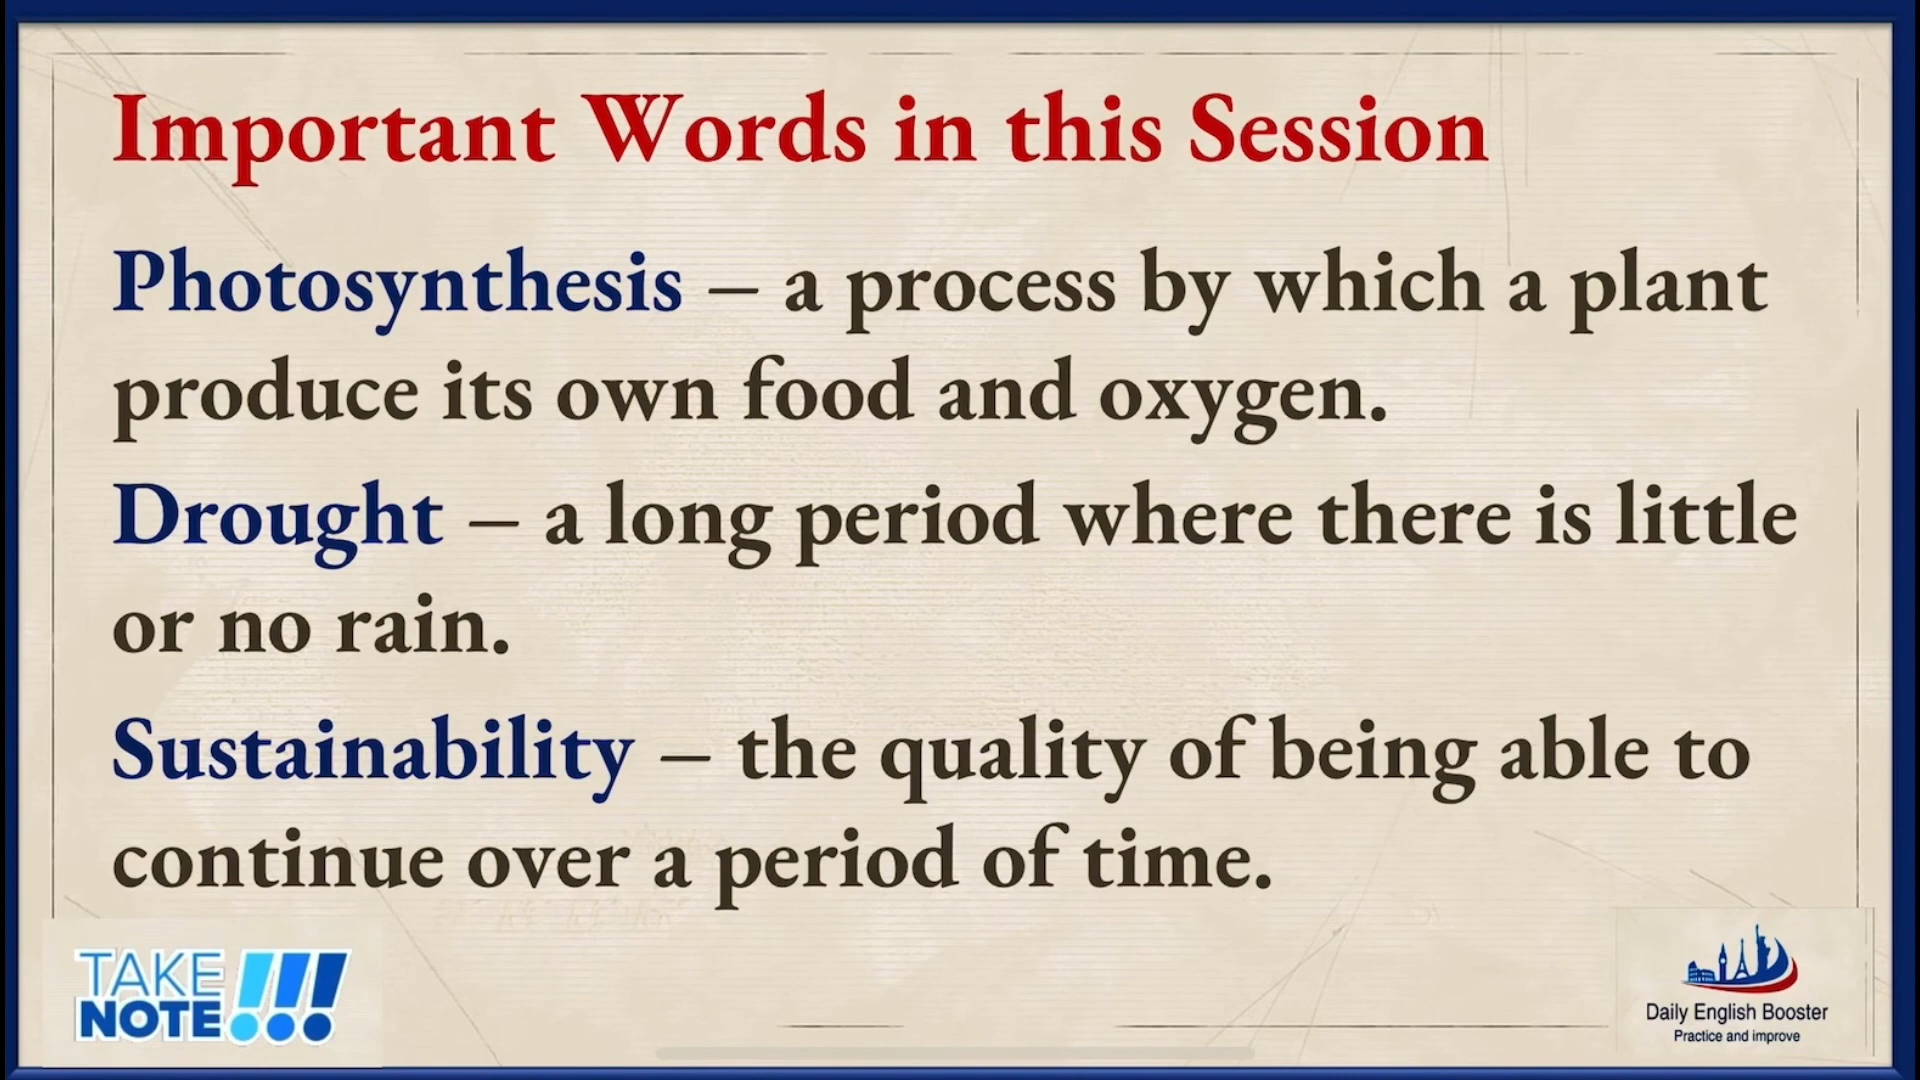 Important Words in this Session
Photosynthesis – a process by which a plant
produce its own food and oxygen.
Drought – a long period where there is little
or no rain.
Sustainability – the quality of being able to
continue over a period of time.
TAKE
NOTE!!!
Daily English Booster
Practice and improve